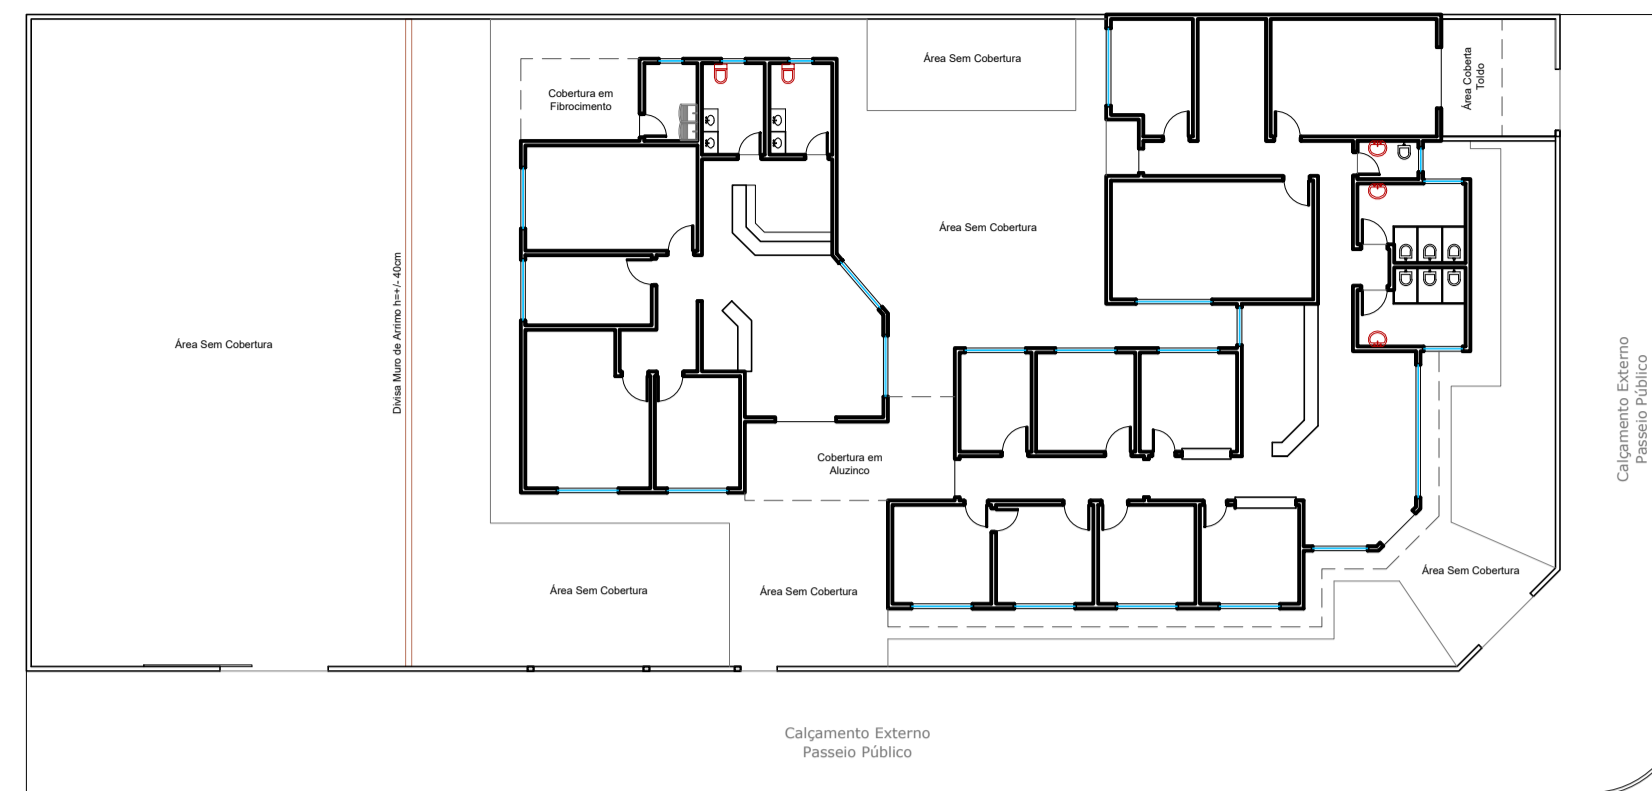 Área Sem Cobertura
Área Coberta
Toldo
Cobertura em
Fibrocimento
Área Sem Cobertura
Divisa Muro de Arrimo h=+/- 40cm
Área Sem Cobertura
Calçamento Externo
Passeio Público
Cobertura em
Aluzinco
Área Sem Cobertura
Área Sem Cobertura
Área Sem Cobertura
Calçamento Externo
Passeio Público